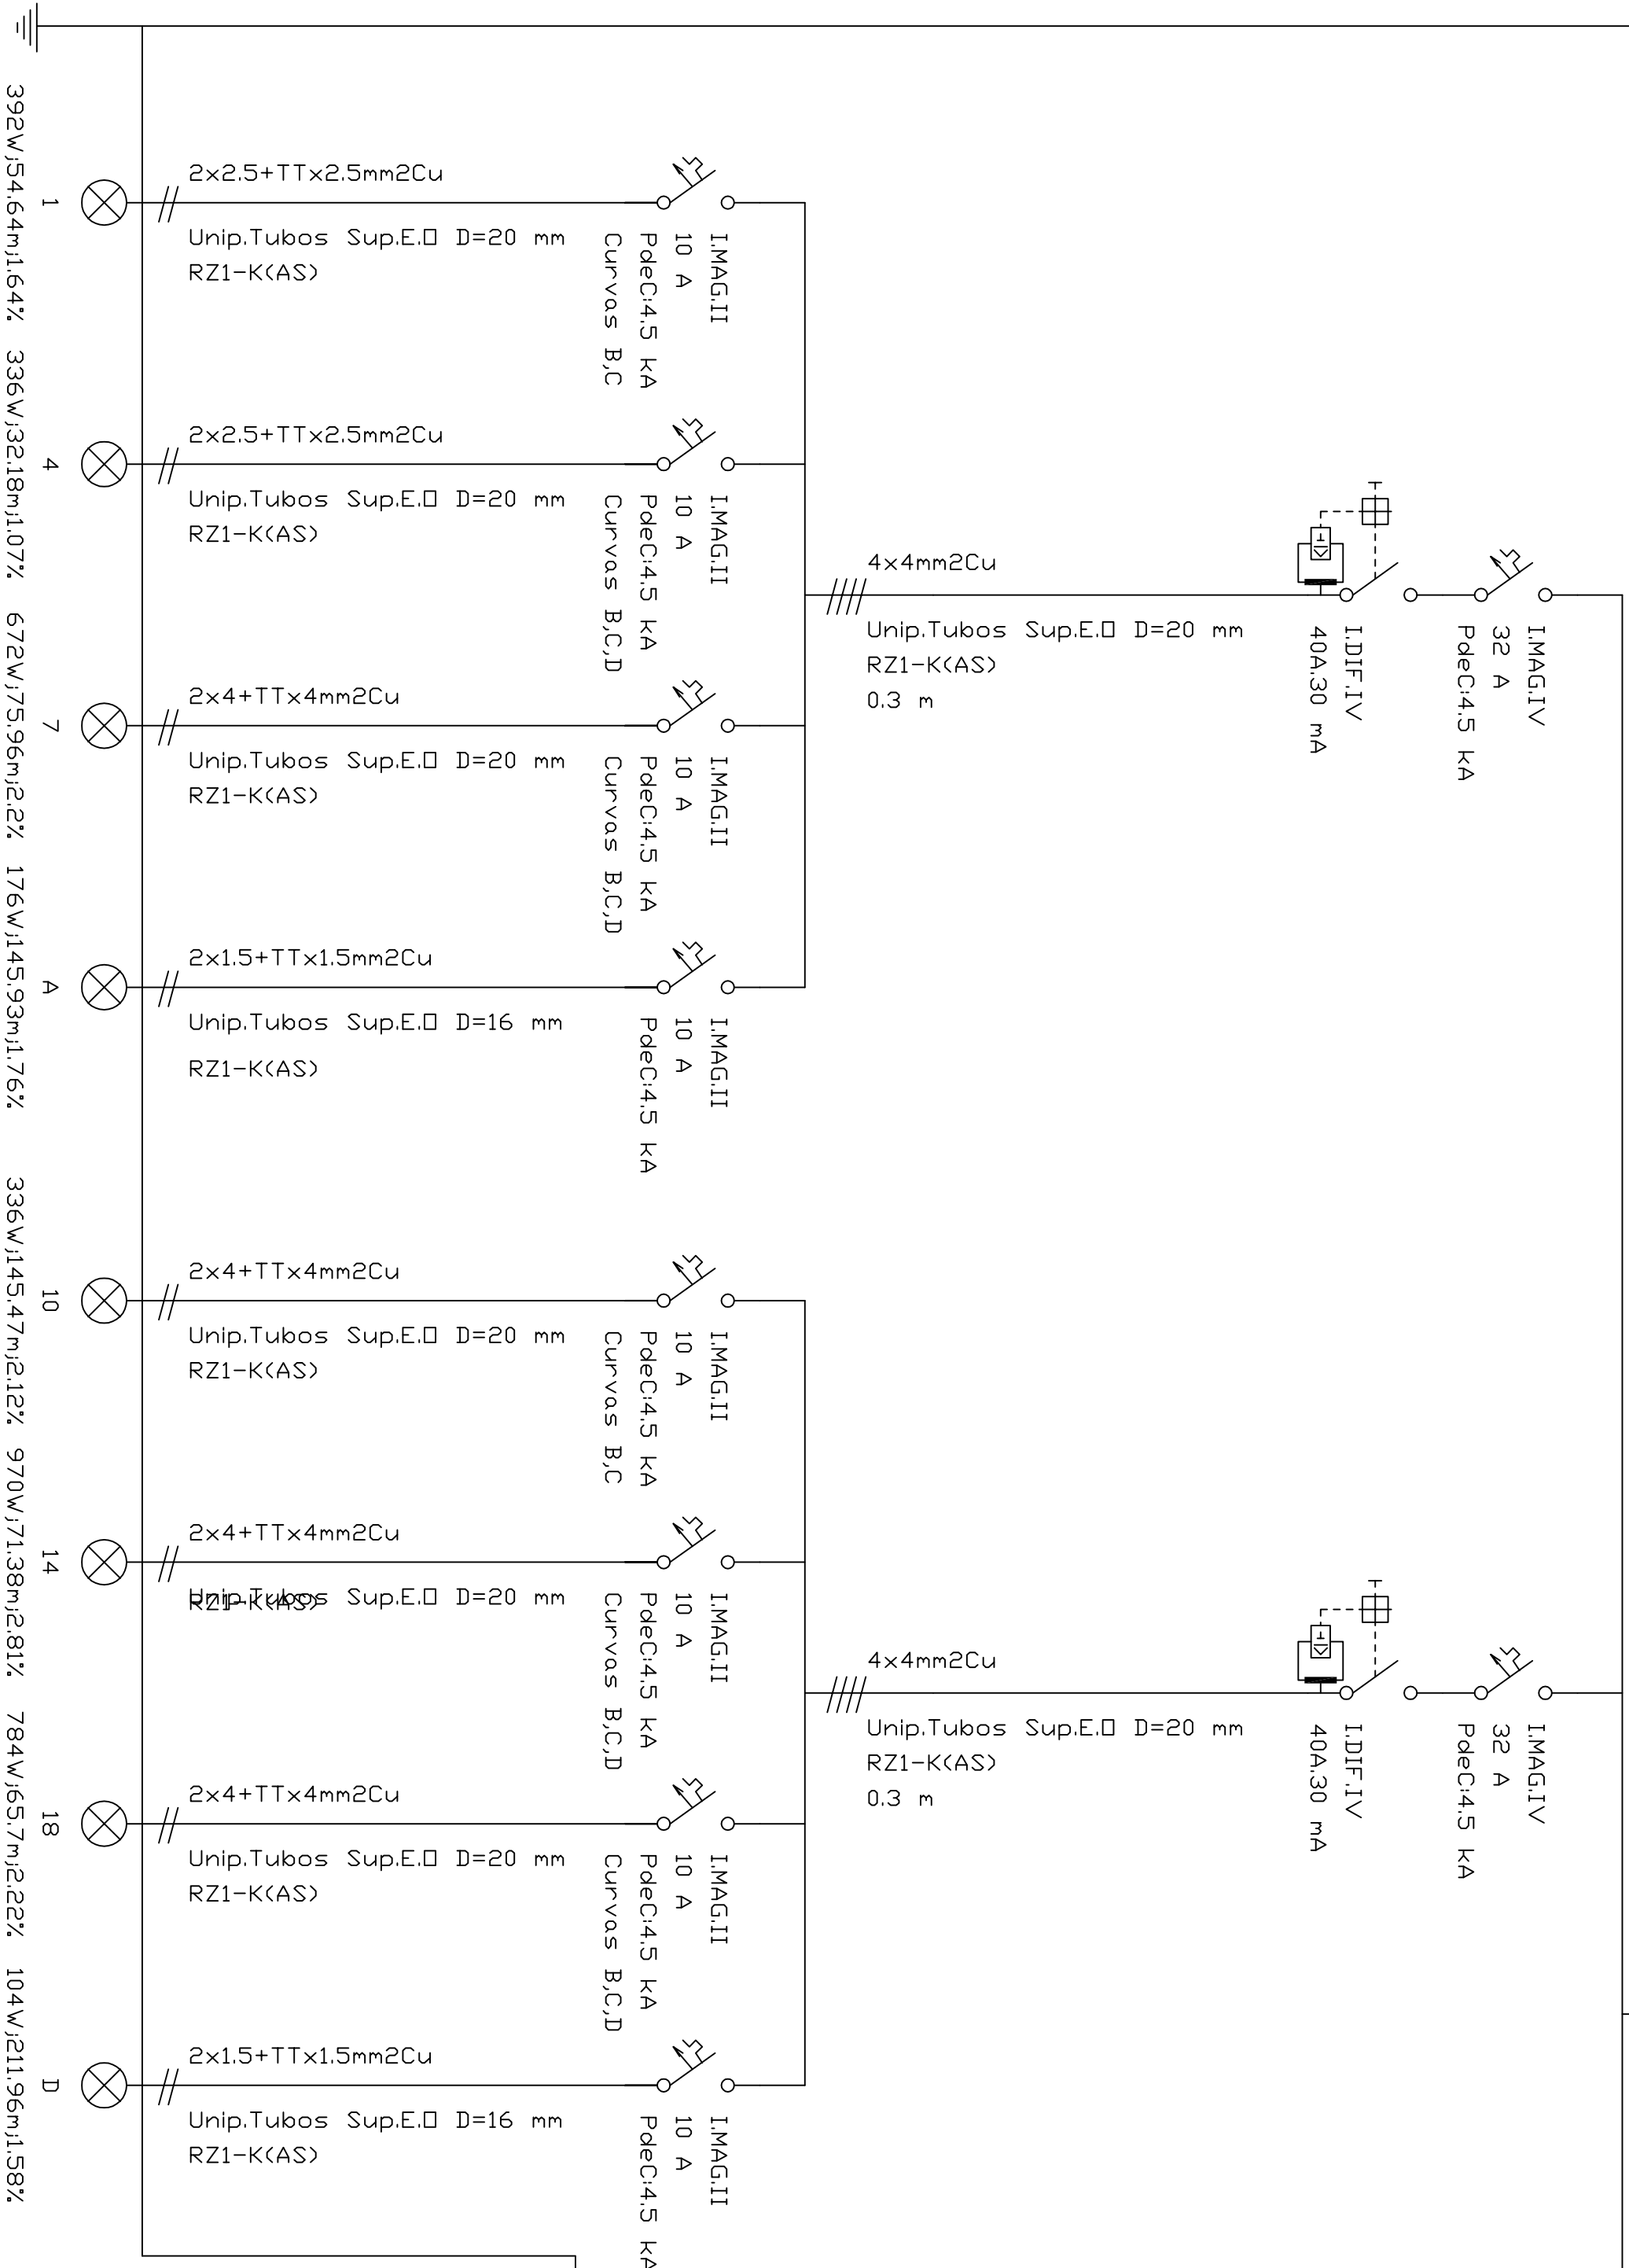 2x2.5+TTx2.5mm2Cu
Unip.Tubos Sup.E.O D=20 mm
RZ1-K(AS)
I.MAG.II
10 A
PdeC:4.5 kA
Curvas B,C
1
392W;54.64m;1.64%
2x2.5+TTx2.5mm2Cu
Unip.Tubos Sup.E.O D=20 mm
RZ1-K(AS)
I.MAG.II
10 A
PdeC:4.5 kA
Curvas B,C,D
4
336W;32.18m;1.07%
4x4mm2Cu
Unip.Tubos Sup.E.O D=20 mm
RZ1-K(AS)
0.3 m
I.MAG.IV
32 A
PdeC:4.5 kA
I.DIF.IV
40A.30 mA
2x4+TTx4mm2Cu
Unip.Tubos Sup.E.O D=20 mm
RZ1-K(AS)
I.MAG.II
10 A
PdeC:4.5 kA
Curvas B,C,D
7
672W;75.96m;2.2%
2x1.5+TTx1.5mm2Cu
Unip.Tubos Sup.E.O D=16 mm
RZ1-K(AS)
I.MAG.II
10 A
PdeC:4.5 kA
A
176W;145.93m;1.76%
2x4+TTx4mm2Cu
Unip.Tubos Sup.E.O D=20 mm
RZ1-K(AS)
I.MAG.II
10 A
PdeC:4.5 kA
Curvas B,C
10
336W;145.47m;2.12%
2x4+TTx4mm2Cu
Unip.Tubos Sup.E.O D=20 mm
RZ1-K(AS)
I.MAG.II
10 A
PdeC:4.5 kA
Curvas B,C,D
14
970W;71.38m;2.81%
4x4mm2Cu
Unip.Tubos Sup.E.O D=20 mm
RZ1-K(AS)
0.3 m
I.MAG.IV
32 A
PdeC:4.5 kA
I.DIF.IV
40A.30 mA
2x4+TTx4mm2Cu
Unip.Tubos Sup.E.O D=20 mm
RZ1-K(AS)
I.MAG.II
10 A
PdeC:4.5 kA
Curvas B,C,D
18
784W;65.7m;2.22%
2x1.5+TTx1.5mm2Cu
Unip.Tubos Sup.E.O D=16 mm
RZ1-K(AS)
I.MAG.II
10 A
PdeC:4.5 kA
D
104W;211.96m;1.58%